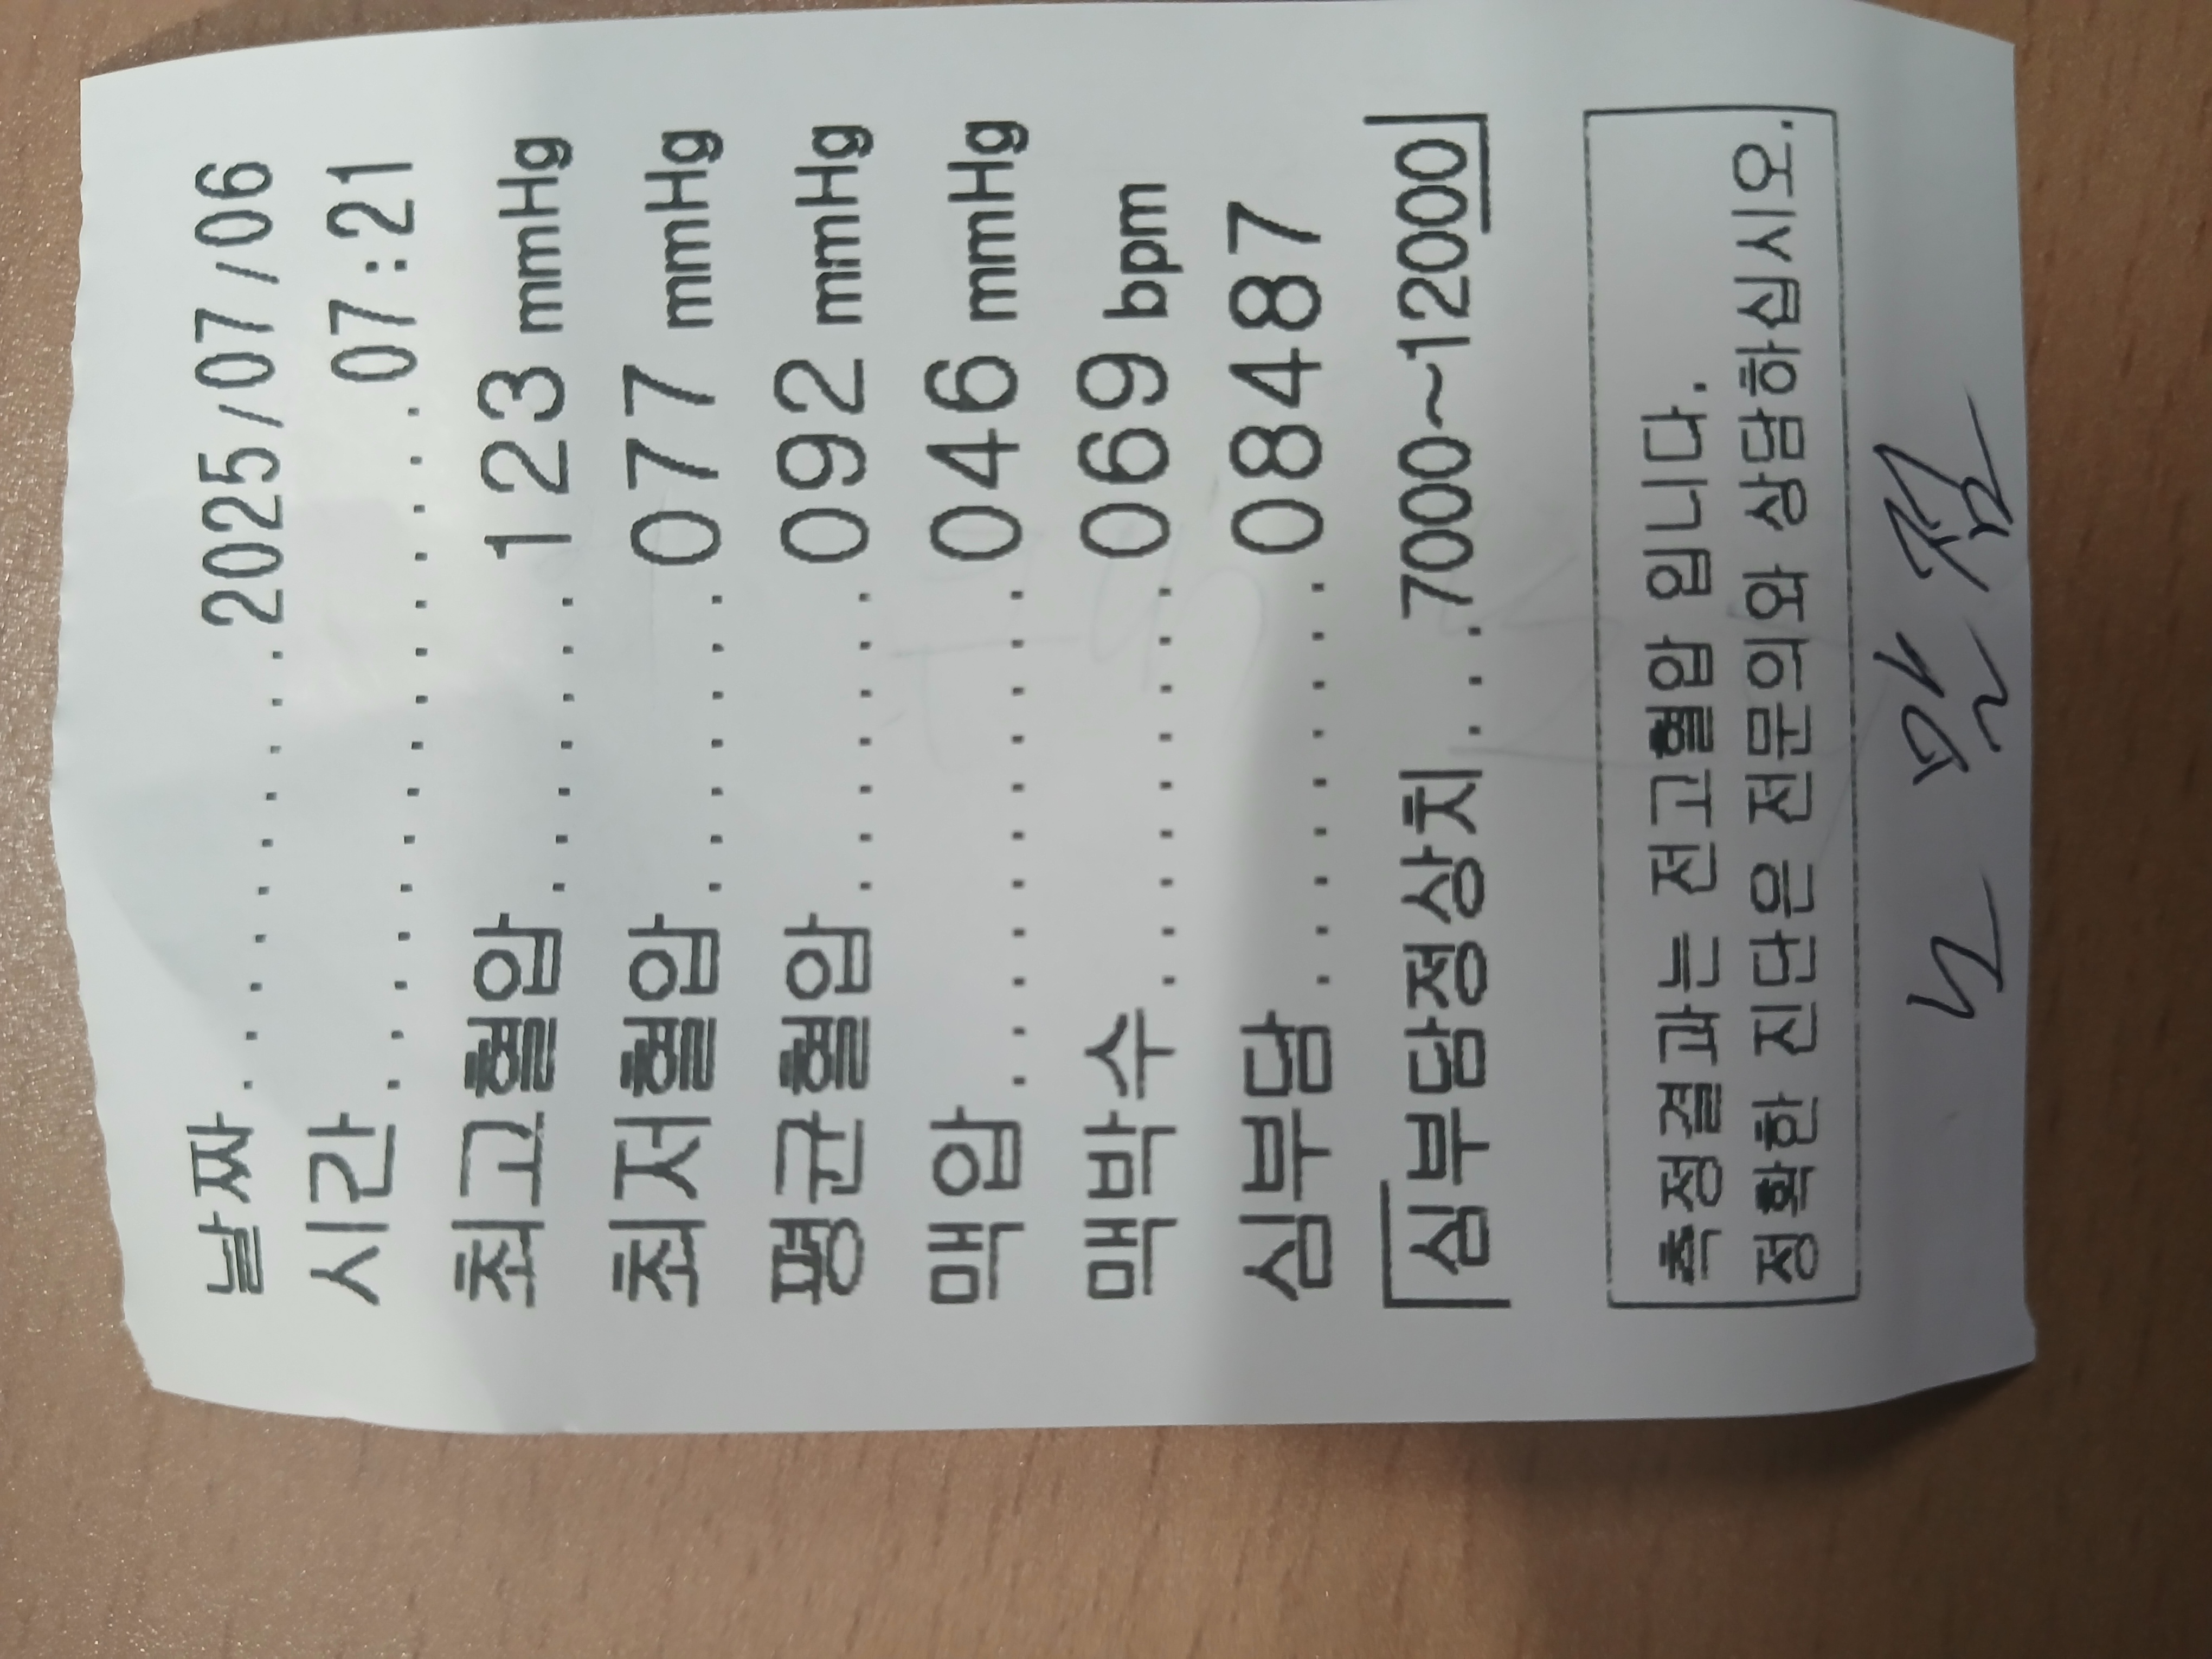 날짜..........2025/07/06
시간...............07:21
최고혈압.......123 mmHg
최저혈압.......077 mmHg
평균혈압.......092 mmHg
맥압...........046 mmHg
맥박수.........069 bpm
심부담.........08487
심부담정상치...7000~12000
측정결과는 전고혈압 입니다.
정확한 진단은 전문의와 상담하십시오.